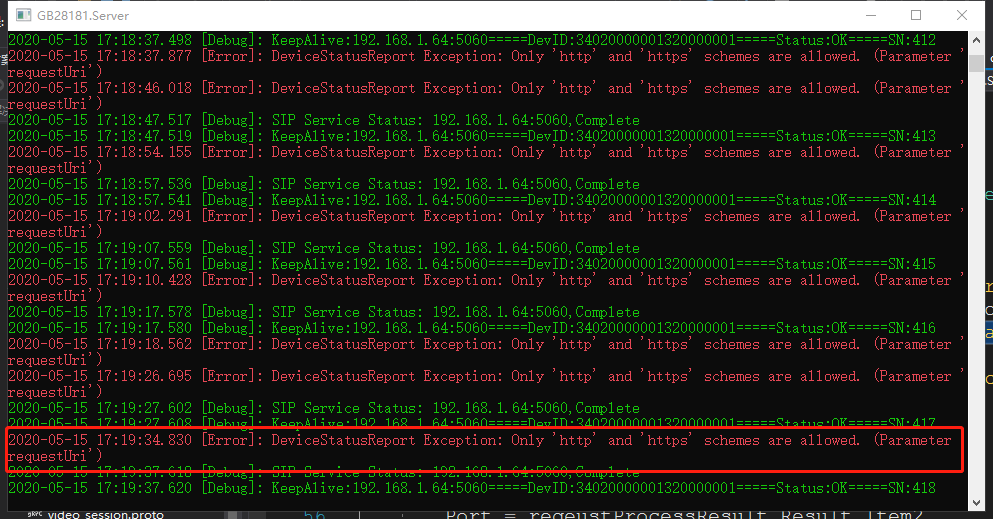 GB28181.Server
2020-05-15 17:18:37.498 [Debug]: KeepAlive:192.168.1.64:5060=====DevID:34020000001320000001=====Status:OK=====SN:412
2020-05-15 17:18:37.877 [Error]: DeviceStatusReport Exception: Only 'http' and 'https' schemes are allowed. (Parameter '
requestUri')
2020-05-15 17:18:46.018 [Error]: DeviceStatusReport Exception: Only 'http' and 'https' schemes are allowed. (Parameter '
requestUri')
2020-05-15 17:18:47.517 [Debug]: SIP Service Status: 192.168.1.64:5060,Complete
2020-05-15 17:18:47.519 [Debug]: KeepAlive:192.168.1.64:5060=====DevID:34020000001320000001=====Status:OK=====SN:413
2020-05-15 17:18:54.155 [Error]: DeviceStatusReport Exception: Only 'http' and 'https' schemes are allowed. (Parameter '
requestUri')
2020-05-15 17:18:57.536 [Debug]: SIP Service Status: 192.168.1.64:5060,Complete
2020-05-15 17:18:57.541 [Debug]: KeepAlive:192.168.1.64:5060=====DevID:34020000001320000001=====Status:OK=====SN:414
2020-05-15 17:19:02.291 [Error]: DeviceStatusReport Exception: Only 'http' and 'https' schemes are allowed. (Parameter '
requestUri')
2020-05-15 17:19:07.559 [Debug]: SIP Service Status: 192.168.1.64:5060,Complete
2020-05-15 17:19:07.561 [Debug]: KeepAlive:192.168.1.64:5060=====DevID:34020000001320000001=====Status:OK=====SN:415
2020-05-15 17:19:10.428 [Error]: DeviceStatusReport Exception: Only 'http' and 'https' schemes are allowed. (Parameter '
requestUri')
2020-05-15 17:19:17.578 [Debug]: SIP Service Status: 192.168.1.64:5060,Complete
2020-05-15 17:19:17.580 [Debug]: KeepAlive:192.168.1.64:5060=====DevID:34020000001320000001=====Status:OK=====SN:416
2020-05-15 17:19:18.562 [Error]: DeviceStatusReport Exception: Only 'http' and 'https' schemes are allowed. (Parameter '
requestUri')
2020-05-15 17:19:26.695 [Error]: DeviceStatusReport Exception: Only 'http' and 'https' schemes are allowed. (Parameter '
requestUri')
2020-05-15 17:19:27.602 [Debug]: SIP Service Status: 192.168.1.64:5060,Complete
2020-05-15 17:19:27.608 [Debug]: KeepAlive:192.168.1.64:5060=====DevID:34020000001320000001=====Status:OK=====SN:417
2020-05-15 17:19:34.830 [Error]: DeviceStatusReport Exception: Only 'http' and 'https' schemes are allowed. (Parameter
requestUri')
2020-05-15 17:19:37.618 [Debug]: SIP Service Status: 192.168.1.64:5060,Complete
2020-05-15 17:19:37.620 [Debug]: KeepAlive:192.168.1.64:5060=====DevID:34020000001320000001=====Status:OK=====SN:418
video_session.proto 56 Port = reqeustProcessResult.Result.Item2